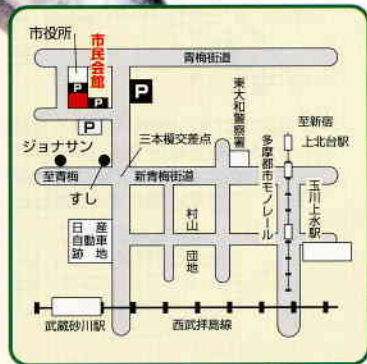 市役所
市民会館
P
P
P
P
青梅街道
東大和警察署
至新宿
上北台駅
三本榎交差点
ジョナサン
すし
至青梅
新青梅街道
多摩都市モノレール
玉川上水駅
日産
自動車
跡地
村山
団地
武蔵砂川駅
西武拝島線